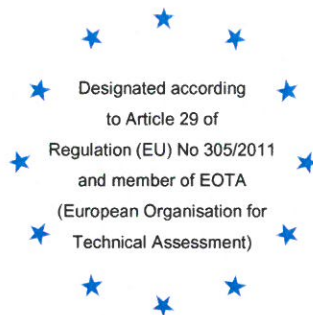 Designated according
to Article 29 of
Regulation (EU) No 305/2011
and member of EOTA
(European Organisation for
Technical Assessment)